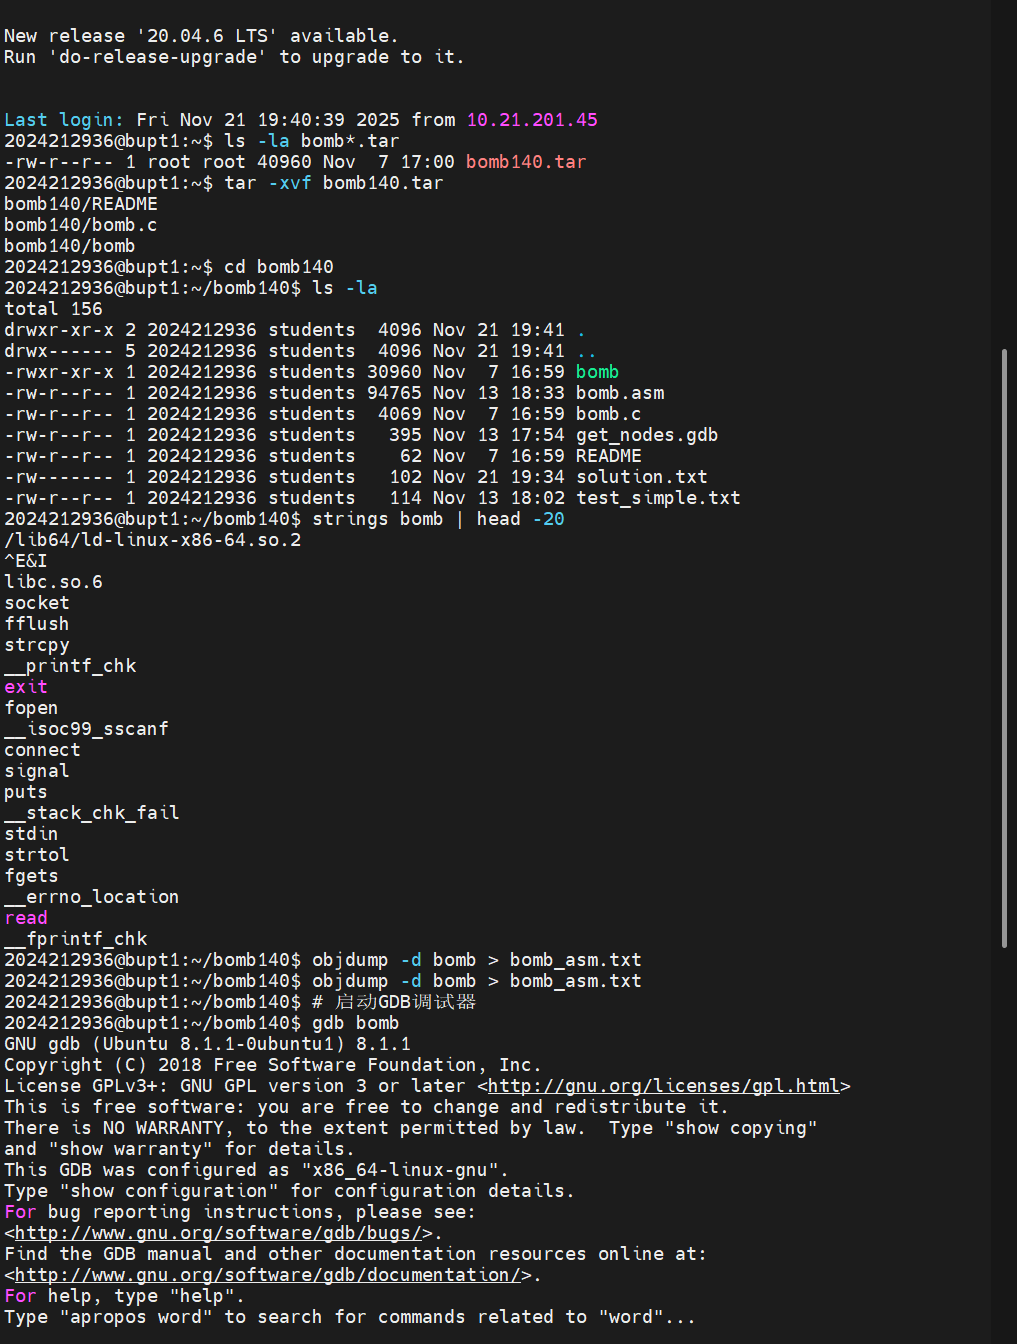 New release '20.04.6 LTS' available.
Run 'do-release-upgrade' to upgrade to it.
Last login: Fri Nov 21 19:40:39 2025 from 10.21.201.45
2024212936@bupt1:~$ ls -la bomb*.tar
-rw-r--r-- 1 root root 40960 Nov  7 17:00 bomb140.tar
2024212936@bupt1:~$ tar -xvf bomb140.tar
bomb140/README
bomb140/bomb.c
bomb140/bomb
2024212936@bupt1:~$ cd bomb140
2024212936@bupt1:~/bomb140$ ls -la
total 156
drwxr-xr-x 2 2024212936 students  4096 Nov 21 19:41 .
drwx------ 5 2024212936 students  4096 Nov 21 19:41 ..
-rwxr-xr-x 1 2024212936 students 30960 Nov  7 16:59 bomb
-rw-r--r-- 1 2024212936 students 94765 Nov 13 18:33 bomb.asm
-rw-r--r-- 1 2024212936 students  4069 Nov  7 16:59 bomb.c
-rw-r--r-- 1 2024212936 students   395 Nov 13 17:54 get_nodes.gdb
-rw-r--r-- 1 2024212936 students    62 Nov  7 16:59 README
-rw------- 1 2024212936 students   102 Nov 21 19:34 solution.txt
-rw-r--r-- 1 2024212936 students   114 Nov 13 18:02 test_simple.txt
2024212936@bupt1:~/bomb140$ strings bomb | head -20
/lib64/ld-linux-x86-64.so.2
^E&I
libc.so.6
socket
fflush
strcpy
__printf_chk
exit
fopen
__isoc99_sscanf
connect
signal
puts
__stack_chk_fail
stdin
strtol
fgets
__errno_location
read
__fprintf_chk
2024212936@bupt1:~/bomb140$ objdump -d bomb > bomb_asm.txt
2024212936@bupt1:~/bomb140$ objdump -d bomb > bomb_asm.txt
2024212936@bupt1:~/bomb140$ # 启动GDB调试器
2024212936@bupt1:~/bomb140$ gdb bomb
GNU gdb (Ubuntu 8.1.1-0ubuntu1) 8.1.1
Copyright (C) 2018 Free Software Foundation, Inc.
License GPLv3+: GNU GPL version 3 or later <http://gnu.org/licenses/gpl.html>
This is free software: you are free to change and redistribute it.
There is NO WARRANTY, to the extent permitted by law.  Type "show copying"
and "show warranty" for details.
This GDB was configured as "x86_64-linux-gnu".
Type "show configuration" for configuration details.
For bug reporting instructions, please see:
<http://www.gnu.org/software/gdb/bugs/>.
Find the GDB manual and other documentation resources online at:
<http://www.gnu.org/software/gdb/documentation/>.
For help, type "help".
Type "apropos word" to search for commands related to "word"...